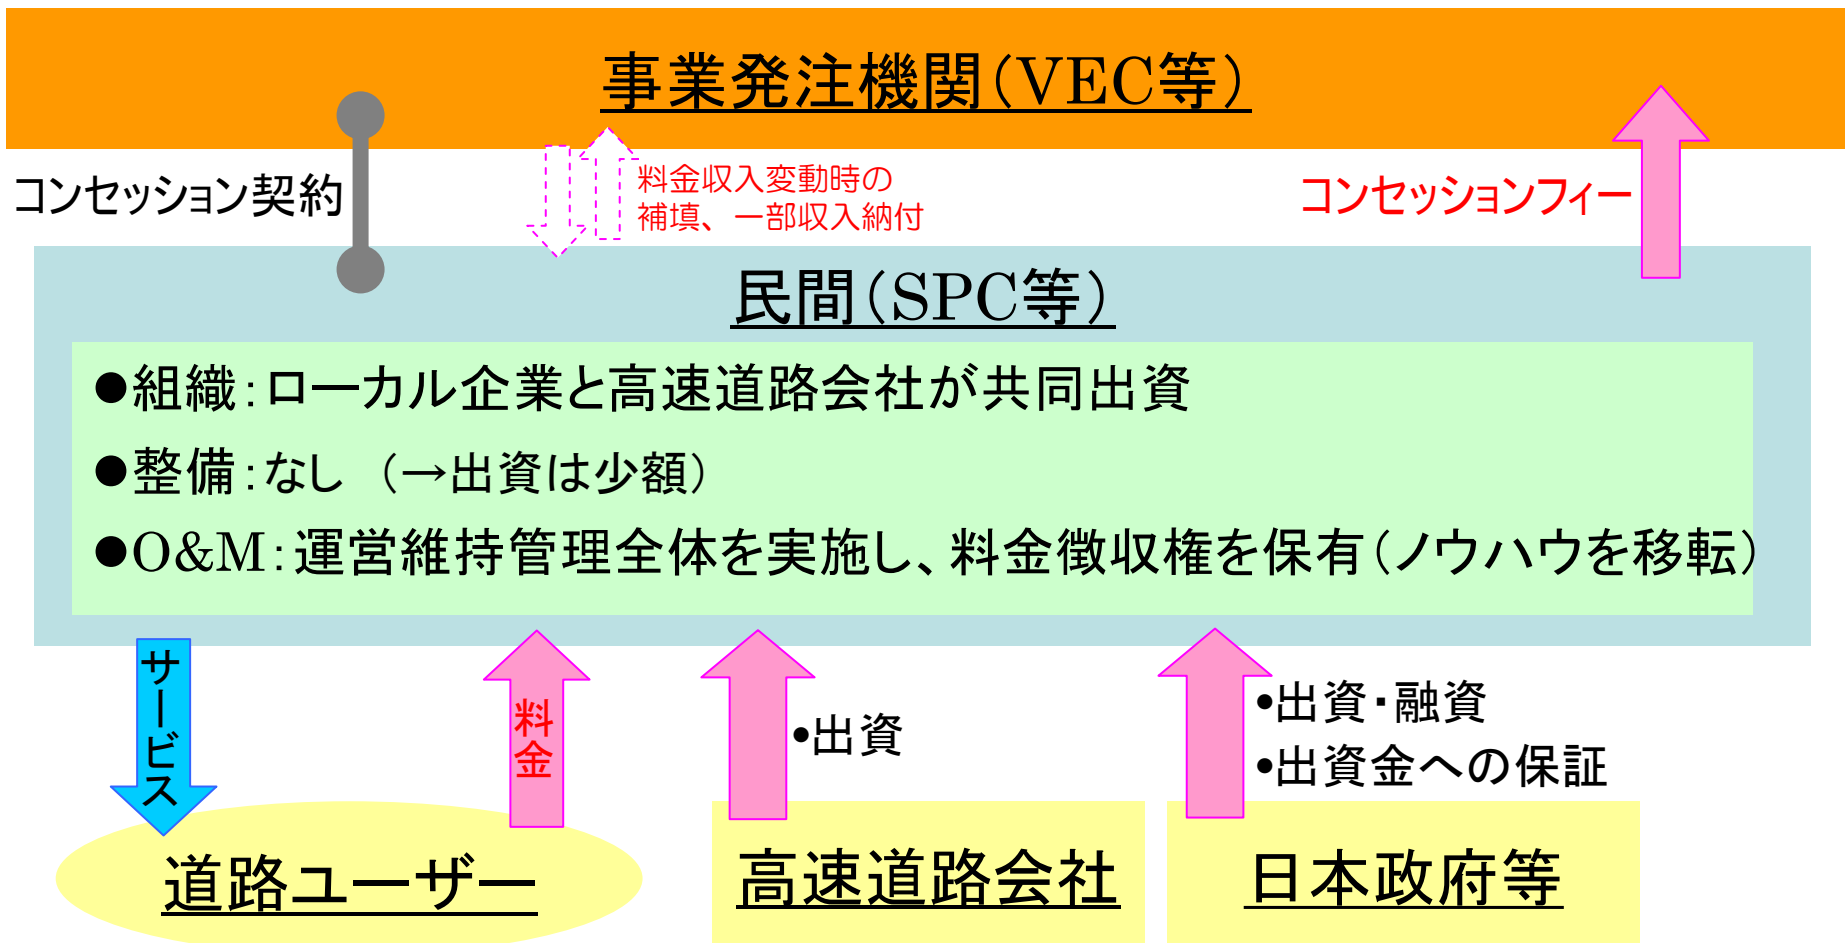 事業発注機関(VEC等)
コンセッション契約
料金収入変動時の
補填、一部収入納付
コンセッションフィー
民間(SPC等)
●組織:ローカル企業と高速道路会社が共同出資
●整備:なし (→出資は少額)
●O&M:運営維持管理全体を実施し、料金徴収権を保有(ノウハウを移転)
サービス
料金
•出資
•出資・融資
•出資金への保証
道路ユーザー
高速道路会社
日本政府等